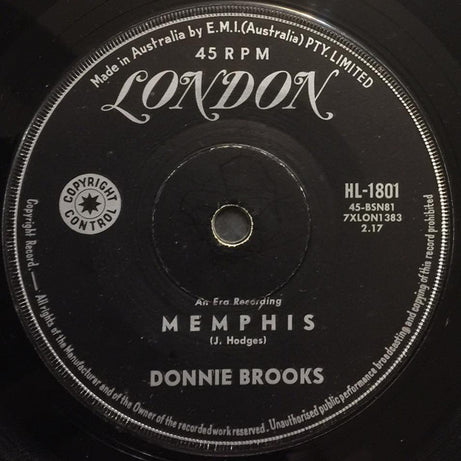 Made in Australia by E.M.I.(Australia) PTY. LIMITED
45 RPM
LONDON
COPYRIGHT CONTROL
HL-1801
45-BSN81
7XLON1383
2.17
An Era Recording
MEMPHIS
(J. Hodges)
DONNIE BROOKS
Copyright Record.— All rights of the Manufacturer and of the Owner of the recorded work reserved. Unauthorised public performance broadcasting and copying of this record prohibited